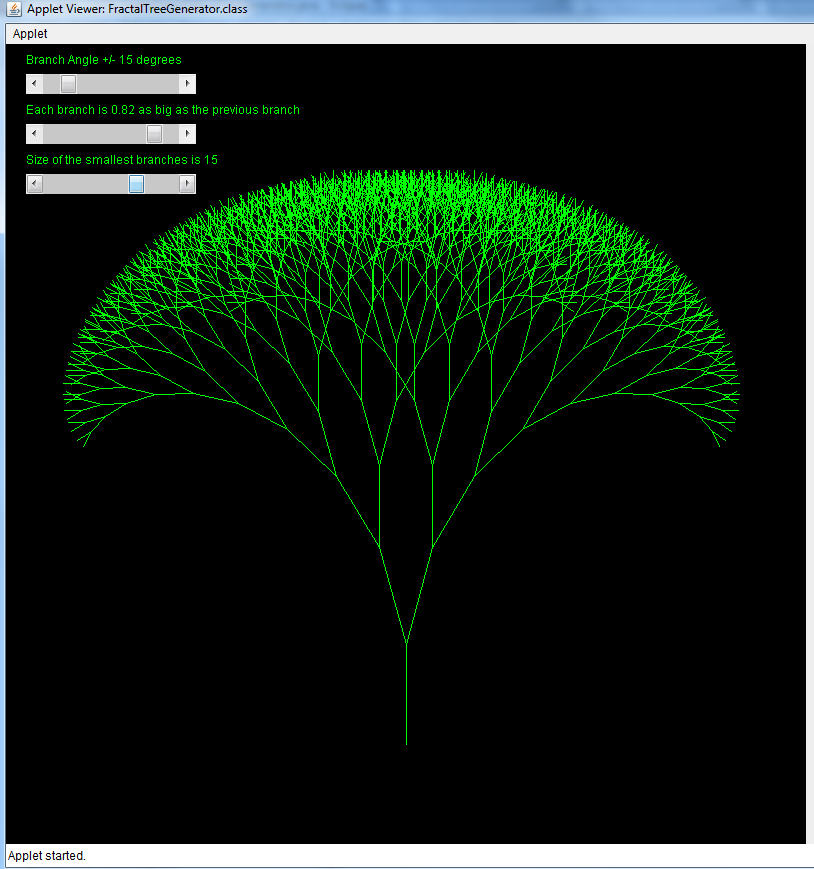 Applet Viewer: FractalTreeGenerator.class
Applet
Branch Angle +/- 15 degrees
Each branch is 0.82 as big as the previous branch
Size of the smallest branches is 15
Applet started.